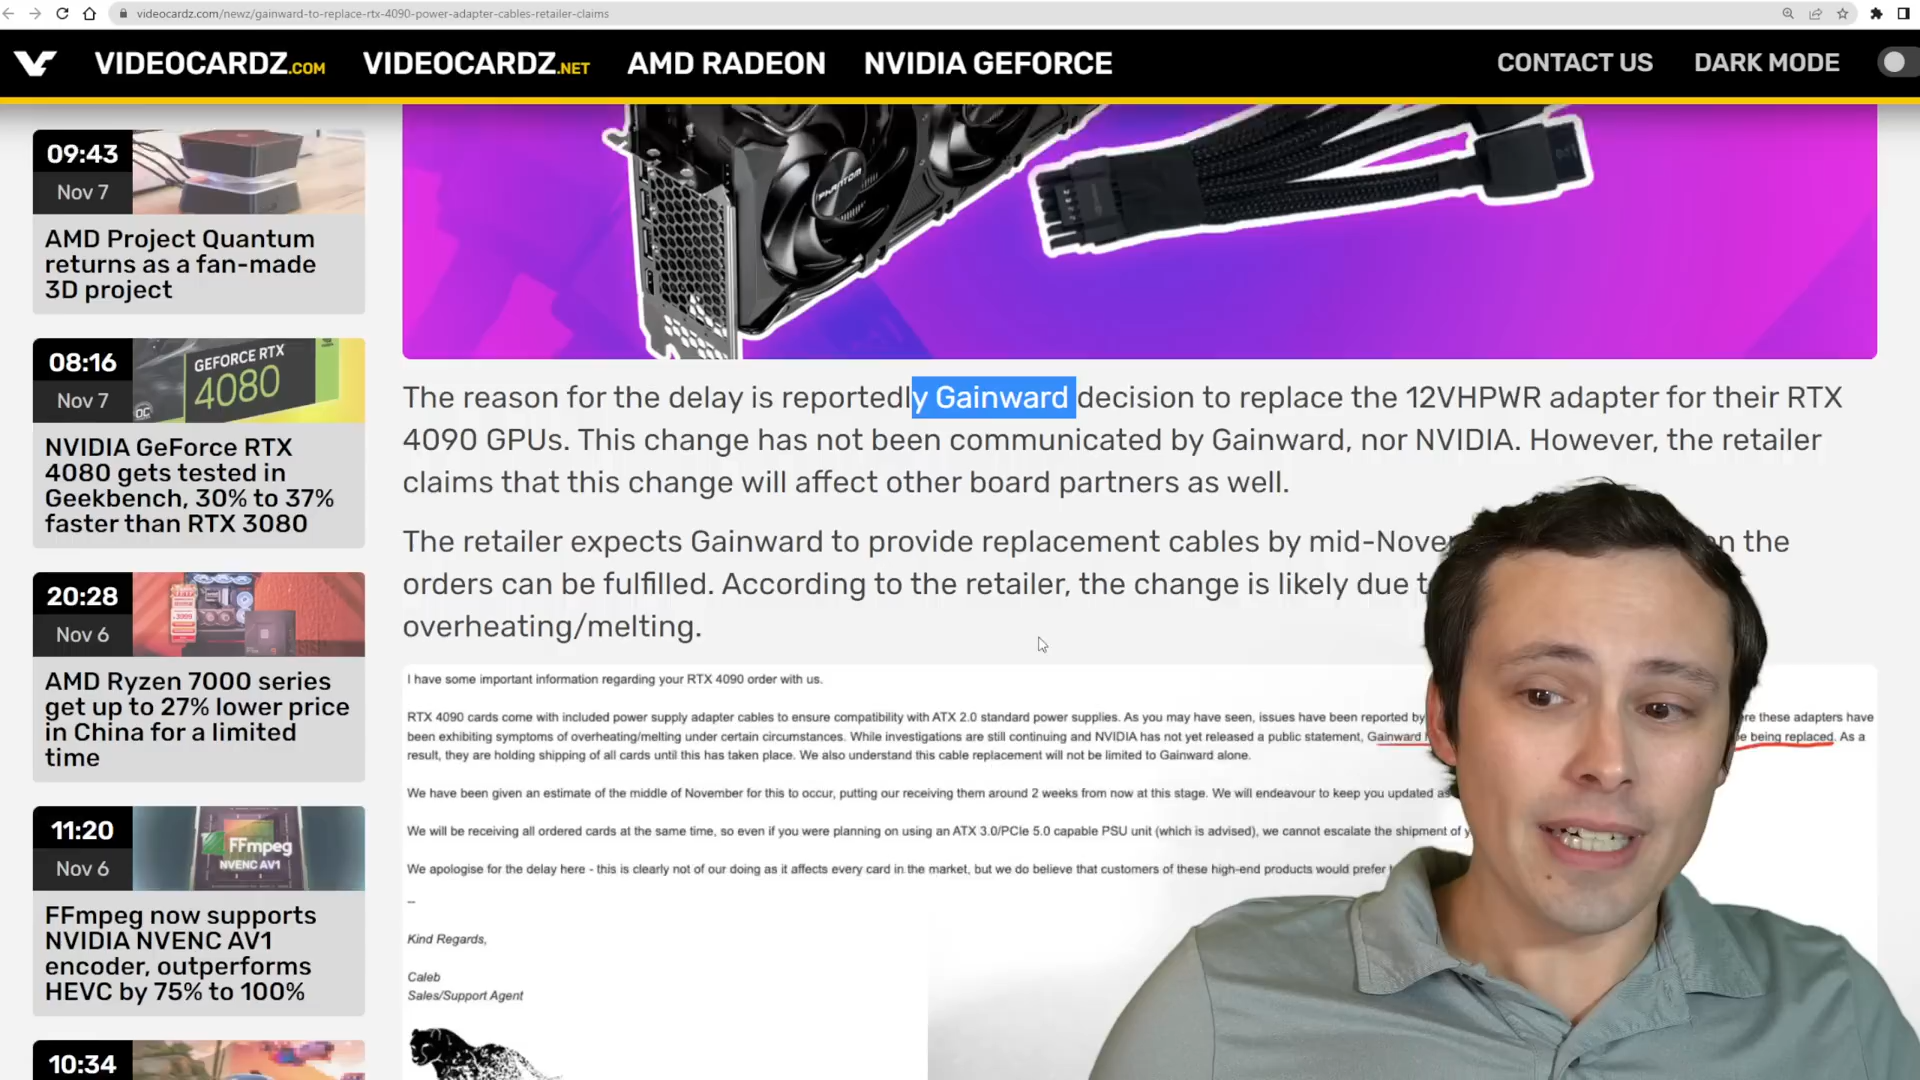 videocardz.com/newz/gainward-to-replace-rtx-4090-power-adapter-cables-retailer-claims
VIDEOCARDZ.COM VIDEOCARDZ.NET AMD RADEON NVIDIA GEFORCE CONTACT US DARK MODE
09:43
Nov 7
AMD Project Quantum
returns as a fan-made
3D project
08:16
Nov 7
GEFORCE RTX
4080
OC
NVIDIA GeForce RTX
4080 gets tested in
Geekbench, 30% to 37%
faster than RTX 3080
20:28
Nov 6
AMD Ryzen 7000 series
get up to 27% lower price
in China for a limited
time
11:20
Nov 6
FFmpeg
NVENC AV1
FFmpeg now supports
NVIDIA NVENC AV1
encoder, outperforms
HEVC by 75% to 100%
10:34
PHANTOM
The reason for the delay is reportedly Gainward decision to replace the 12VHPWR adapter for their RTX
4090 GPUs. This change has not been communicated by Gainward, nor NVIDIA. However, the retailer
claims that this change will affect other board partners as well.
The retailer expects Gainward to provide replacement cables by mid-Nove n the
orders can be fulfilled. According to the retailer, the change is likely due t
overheating/melting.
I have some important information regarding your RTX 4090 order with us.
RTX 4090 cards come with included power supply adapter cables to ensure compatibility with ATX 2.0 standard power supplies. As you may have seen, issues have been reported by re these adapters have
been exhibiting symptoms of overheating/melting under certain circumstances. While investigations are still continuing and NVIDIA has not yet released a public statement, Gainward be being replaced. As a
result, they are holding shipping of all cards until this has taken place. We also understand this cable replacement will not be limited to Gainward alone.
We have been given an estimate of the middle of November for this to occur, putting our receiving them around 2 weeks from now at this stage. We will endeavour to keep you updated as
We will be receiving all ordered cards at the same time, so even if you were planning on using an ATX 3.0/PCIe 5.0 capable PSU unit (which is advised), we cannot escalate the shipment of y
We apologise for the delay here - this is clearly not of our doing as it affects every card in the market, but we do believe that customers of these high-end products would prefer t
--
Kind Regards,
Caleb
Sales/Support Agent